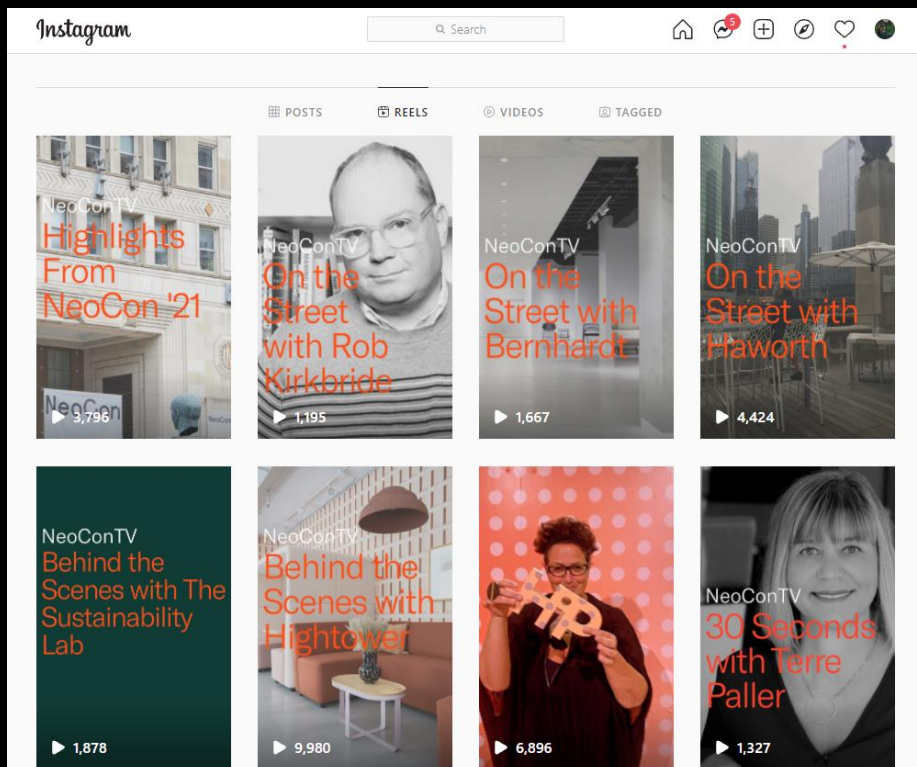 Instagram
Search
5
POSTS
REELS
VIDEOS
TAGGED
NeoConTV
Highlights
From
NeoCon '21
NeoCon
3,796
NeoConTV
On the
Street
with Rob
Kirkbride
1,195
NeoConTV
On the
Street with
Bernhardt
1,667
NeoConTV
On the
Street with
Haworth
4,424
NeoConTV
Behind the
Scenes with The
Sustainability
Lab
1,878
NeoConTV
Behind the
Scenes with
Hightower
9,980
6,896
NeoConTV
30 Seconds
with Terre
Paller
1,327